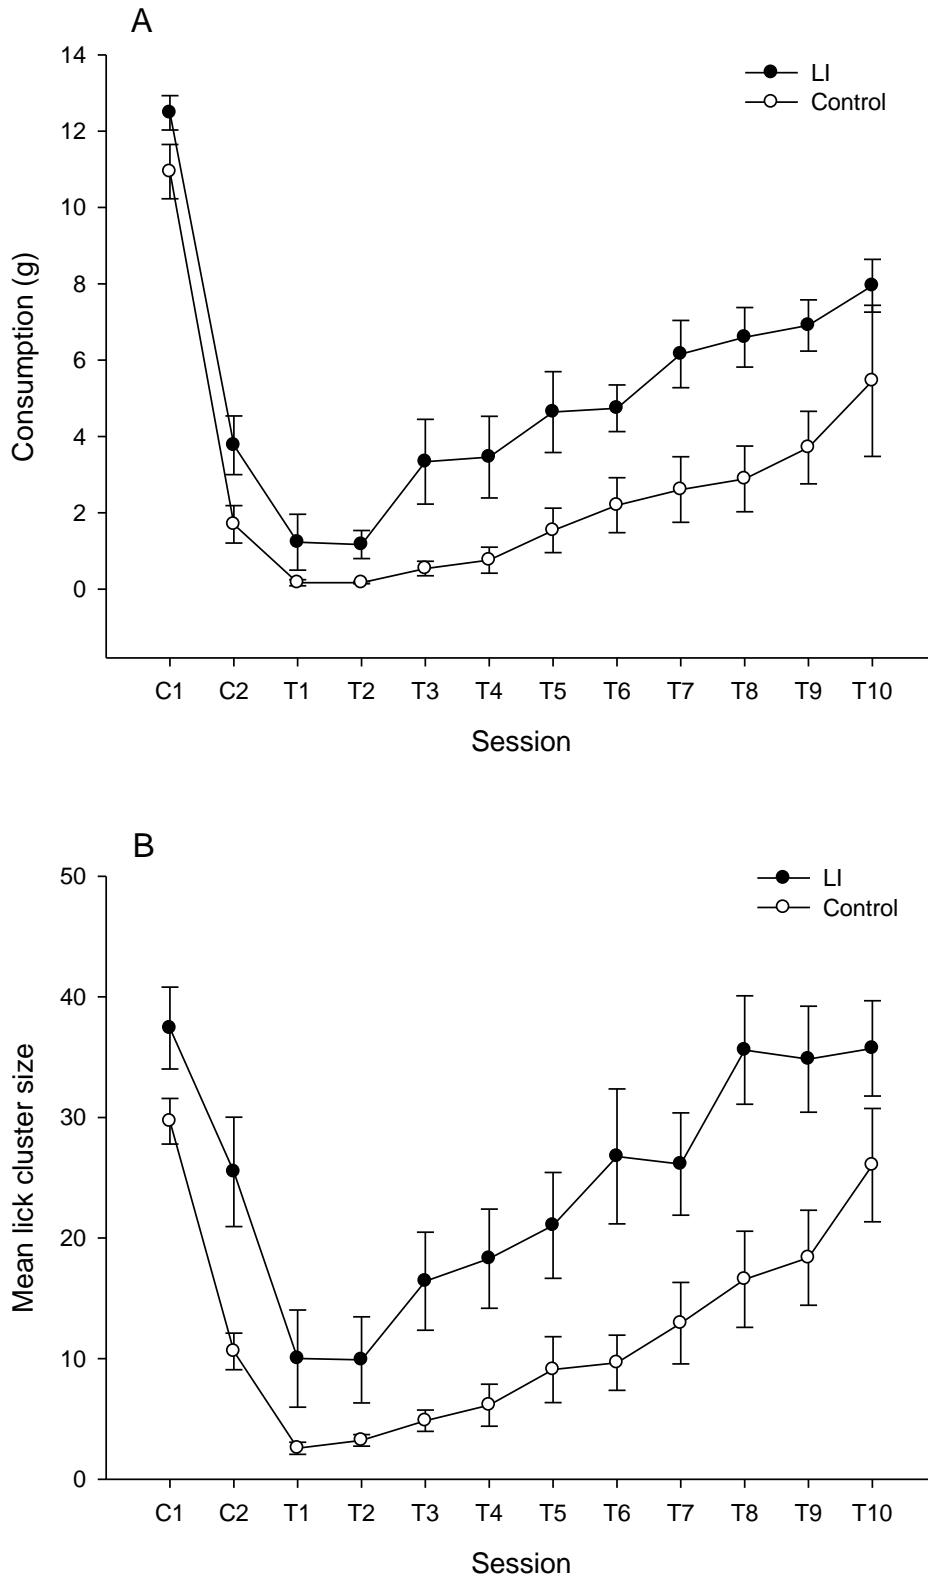 A
14
12
10
8
6
4
2
0
Consumption (g)
LI
Control
C1 C2 T1 T2 T3 T4 T5 T6 T7 T8 T9 T10
Session
B
50
40
30
20
10
0
Mean lick cluster size
LI
Control
C1 C2 T1 T2 T3 T4 T5 T6 T7 T8 T9 T10
Session